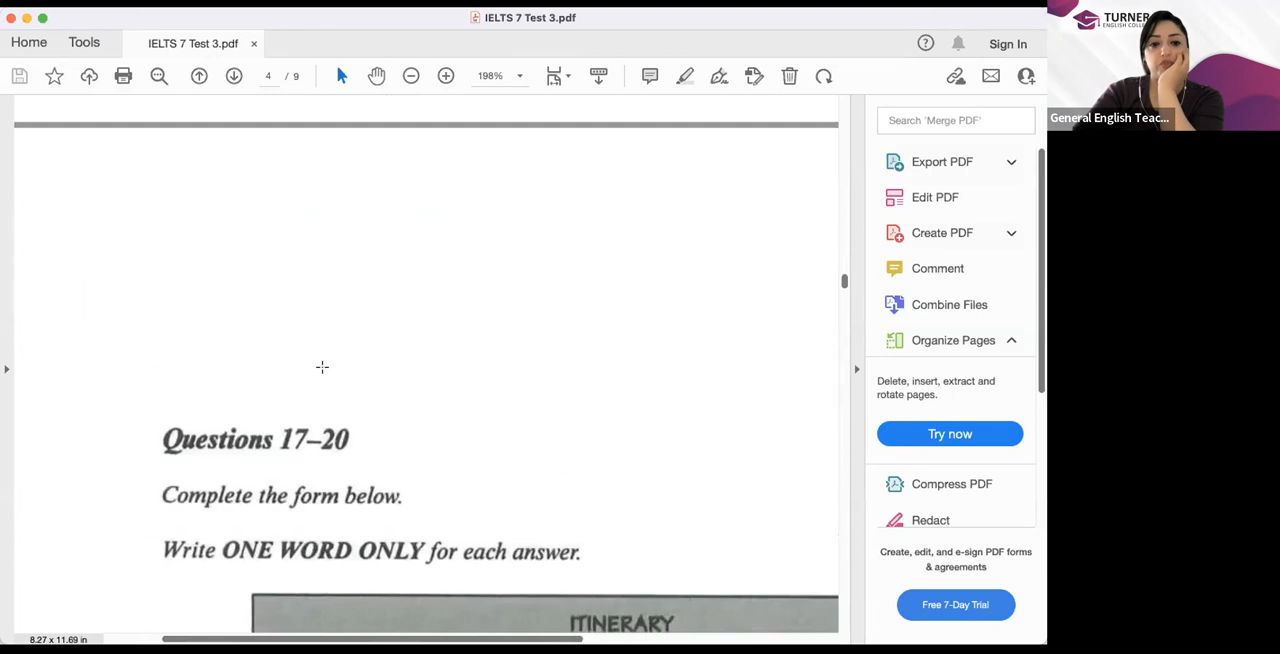 IELTS 7 Test 3.pdf
Home Tools IELTS 7 Test 3.pdf × Sign In
4 / 9 198%
Search 'Merge PDF'
Export PDF
Edit PDF
Create PDF
Comment
Combine Files
Organize Pages
Delete, insert, extract and
rotate pages.
Try now
Compress PDF
Redact
Create, edit, and e-sign PDF forms
& agreements
Free 7-Day Trial
Questions 17–20
Complete the form below.
Write ONE WORD ONLY for each answer.
ITINERARY
8.27 x 11.69 in
TURNER
ENGLISH
General English Teac...